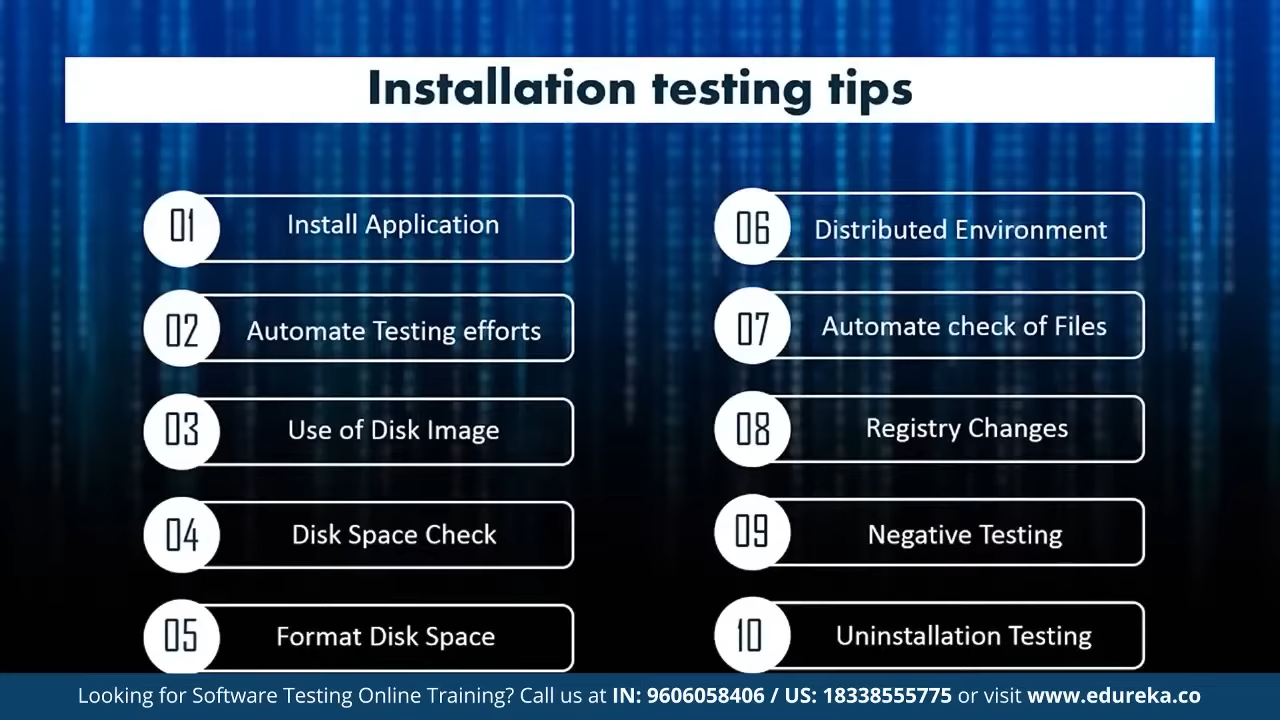 Installation testing tips
01 Install Application
02 Automate Testing efforts
03 Use of Disk Image
04 Disk Space Check
05 Format Disk Space
06 Distributed Environment
07 Automate check of Files
08 Registry Changes
09 Negative Testing
10 Uninstallation Testing
Looking for Software Testing Online Training? Call us at IN: 9606058406 / US: 18338555775 or visit www.edureka.co